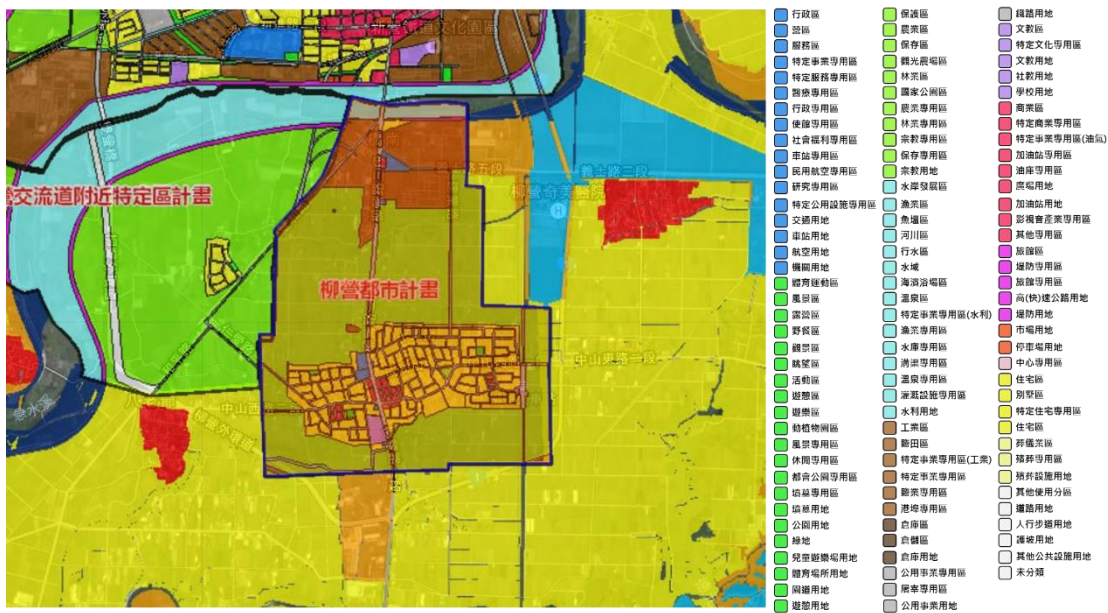 鐵道文化園區
營交流道附近特定區計畫
義士路五段
義士路二段
柳營奇美醫院
H
柳營都市計畫
中山東路一段
中山西路
急水溪
行政區
營區
服務區
特定事業專用區
特定服務專用區
醫療專用區
行政專用區
使館專用區
社會福利專用區
車站專用區
民用航空專用區
研究專用區
特定公用設施專用區
交通用地
車站用地
航空用地
機關用地
體育運動區
風景區
露營區
野餐區
觀景區
眺望區
活動區
遊憩區
遊樂區
動植物園區
風景專用區
休閒專用區
都會公園專用區
墳墓專用區
墳墓用地
公園用地
綠地
兒童遊樂場用地
體育場所用地
園道用地
遊憩用地
保護區
農業區
保存區
觀光農場區
林業區
國家公園區
農業專用區
林業專用區
宗教專用區
保存專用區
宗教用地
水岸發展區
漁業區
魚塭區
河川區
行水區
水域
海濱浴場區
溫泉區
特定事業專用區(水利)
漁業專用區
水庫專用區
溝渠專用區
溫泉專用區
灌溉設施專用區
水利用地
工業區
鹽田區
特定事業專用區(工業)
特定事業專用區
鹽業專用區
港埠專用區
倉庫區
倉儲區
倉庫用地
公用事業專用區
屠宰專用區
公用事業用地
鐵路用地
文教區
特定文化專用區
文教用地
社教用地
學校用地
商業區
特定商業專用區
特定事業專用區(油氣)
加油站專用區
油庫專用區
廣場用地
加油站用地
影視音產業專用區
其他專用區
旅館區
堤防專用區
旅館專用區
高(快)速公路用地
堤防用地
市場用地
停車場用地
中心專用區
住宅區
別墅區
特定住宅專用區
住宅區
葬儀業區
殯葬專用區
殯葬設施用地
其他使用分區
道路用地
人行步道用地
護坡用地
其他公共設施用地
未分類